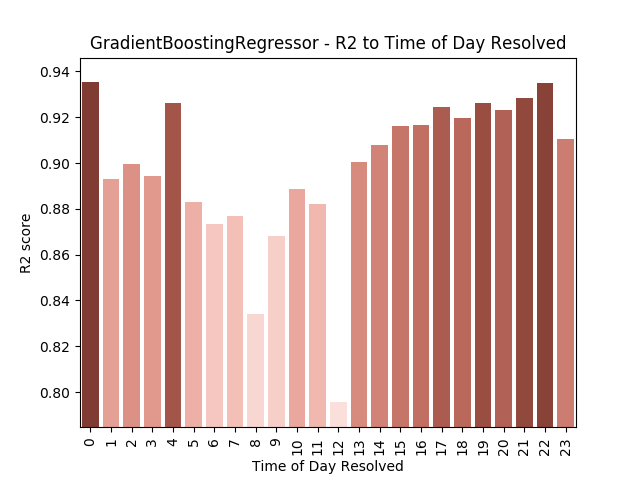 GradientBoostingRegressor - R2 to Time of Day Resolved
0.94
0.92
0.90
0.88
0.86
0.84
0.82
0.80
R2 score
0 1 2 3 4 5 6 7 8 9 10 11 12 13 14 15 16 17 18 19 20 21 22 23
Time of Day Resolved